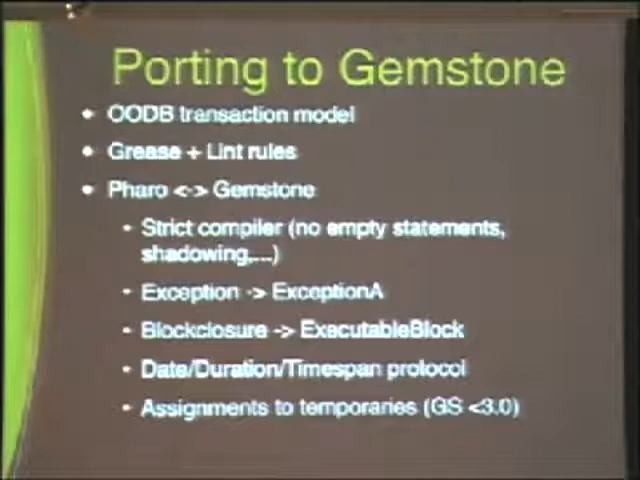 Porting to Gemstone
• OODB transaction model
• Grease + Lint rules
• Pharo <-> Gemstone
• Strict compiler (no empty statements,
shadowing,...)
• Exception -> ExceptionA
• Blockclosure -> ExecutableBlock
• Date/Duration/Timespan protocol
• Assignments to temporaries (GS <3.0)